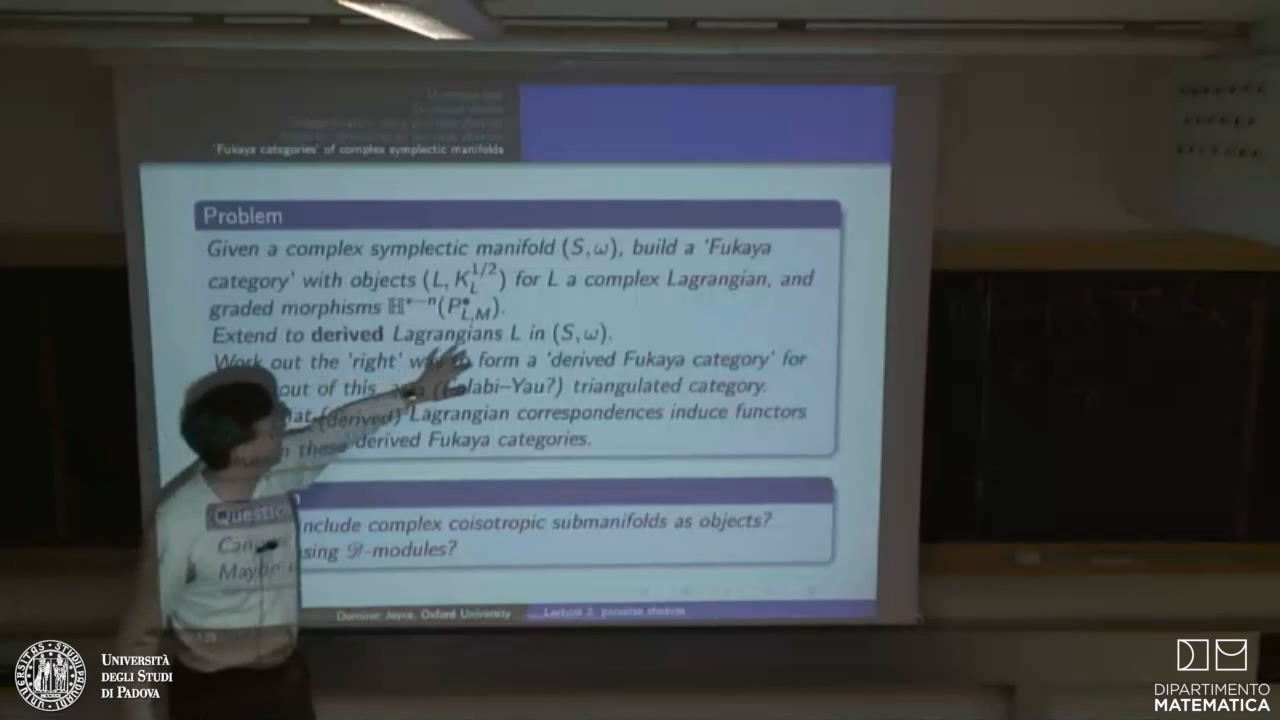 'Fukaya categories' of complex symplectic manifolds
Problem
Given a complex symplectic manifold (S, ω), build a 'Fukaya
category' with objects (L, K_L^{1/2}) for L a complex Lagrangian, and
graded morphisms ℍ^{*−n}(P^•_{L,M}).
Extend to derived Lagrangians L in (S, ω).
Work out the 'right' form a 'derived Fukaya category' for
out of this, (Calabi–Yau?) triangulated category.
(derived) Lagrangian correspondences induce functors
these derived Fukaya categories.
include complex coisotropic submanifolds as objects?
using 𝒟-modules?
Dominic Joyce, Oxford University
Lecture 2: perverse sheaves
UNIVERSITÀ
DEGLI STUDI
DI PADOVA
DIPARTIMENTO
MATEMATICA